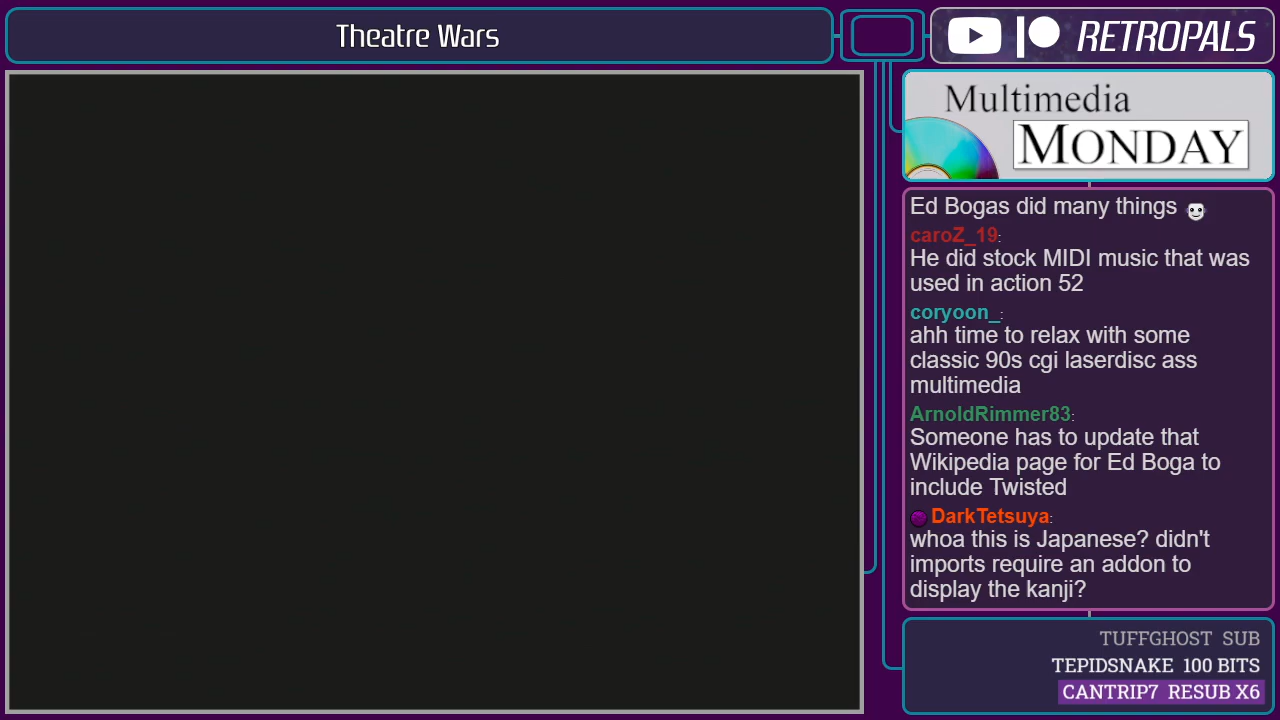 Theatre Wars
RETROPALS
Multimedia
MONDAY
Ed Bogas did many things
caroZ_19:
He did stock MIDI music that was
used in action 52
coryoon_:
ahh time to relax with some
classic 90s cgi laserdisc ass
multimedia
ArnoldRimmer83:
Someone has to update that
Wikipedia page for Ed Boga to
include Twisted
DarkTetsuya:
whoa this is Japanese? didn't
imports require an addon to
display the kanji?
TUFFGHOST SUB
TEPIDSNAKE 100 BITS
CANTRIP7 RESUB X6